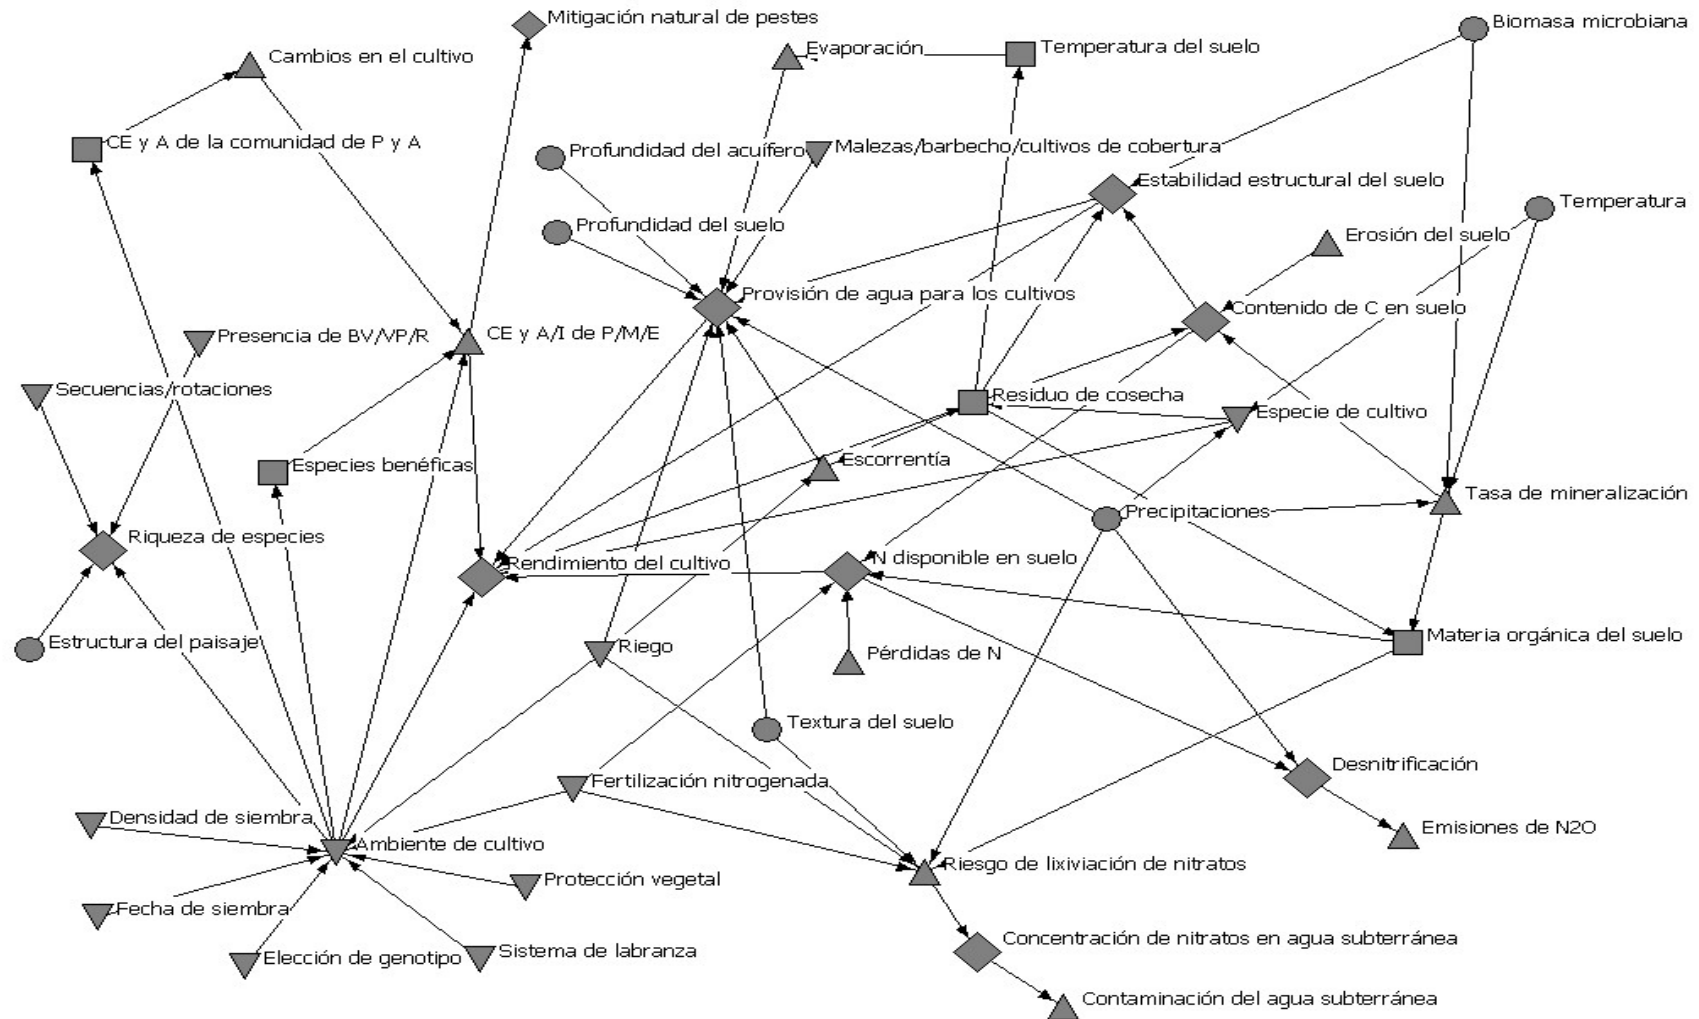 Mitigación natural de pestes
Biomasa microbiana
Cambios en el cultivo
Evaporación
Temperatura del suelo
CE y A de la comunidad de P y A
Profundidad del acuífero
Malezas/barbecho/cultivos de cobertura
Estabilidad estructural del suelo
Temperatura
Profundidad del suelo
Erosión del suelo
Provisión de agua para los cultivos
Contenido de C en suelo
Presencia de BV/VP/R
CE y A/I de P/M/E
Secuencias/rotaciones
Residuo de cosecha
Especie de cultivo
Especies benéficas
Escorrentía
Tasa de mineralización
Precipitaciones
Riqueza de especies
Rendimiento del cultivo
N disponible en suelo
Estructura del paisaje
Riego
Pérdidas de N
Materia orgánica del suelo
Textura del suelo
Fertilización nitrogenada
Desnitrificación
Densidad de siembra
Ambiente de cultivo
Emisiones de N2O
Riesgo de lixiviación de nitratos
Protección vegetal
Fecha de siembra
Elección de genotipo
Sistema de labranza
Concentración de nitratos en agua subterránea
Contaminación del agua subterránea